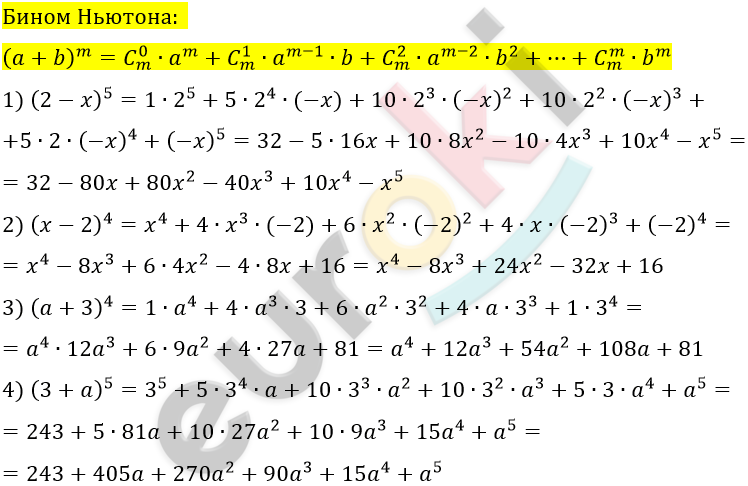 Бином Ньютона:
(a + b)^m = C_m^0 · a^m + C_m^1 · a^{m−1} · b + C_m^2 · a^{m−2} · b^2 + ⋯ + C_m^m · b^m
1) (2 − x)^5 = 1 · 2^5 + 5 · 2^4 · (−x) + 10 · 2^3 · (−x)^2 + 10 · 2^2 · (−x)^3 +
+5 · 2 · (−x)^4 + (−x)^5 = 32 − 5 · 16x + 10 · 8x^2 − 10 · 4x^3 + 10x^4 − x^5 =
= 32 − 80x + 80x^2 − 40x^3 + 10x^4 − x^5
2) (x − 2)^4 = x^4 + 4 · x^3 · (−2) + 6 · x^2 · (−2)^2 + 4 · x · (−2)^3 + (−2)^4 =
= x^4 − 8x^3 + 6 · 4x^2 − 4 · 8x + 16 = x^4 − 8x^3 + 24x^2 − 32x + 16
3) (a + 3)^4 = 1 · a^4 + 4 · a^3 · 3 + 6 · a^2 · 3^2 + 4 · a · 3^3 + 1 · 3^4 =
= a^4 · 12a^3 + 6 · 9a^2 + 4 · 27a + 81 = a^4 + 12a^3 + 54a^2 + 108a + 81
4) (3 + a)^5 = 3^5 + 5 · 3^4 · a + 10 · 3^3 · a^2 + 10 · 3^2 · a^3 + 5 · 3 · a^4 + a^5 =
= 243 + 5 · 81a + 10 · 27a^2 + 10 · 9a^3 + 15a^4 + a^5 =
= 243 + 405a + 270a^2 + 90a^3 + 15a^4 + a^5
euroki